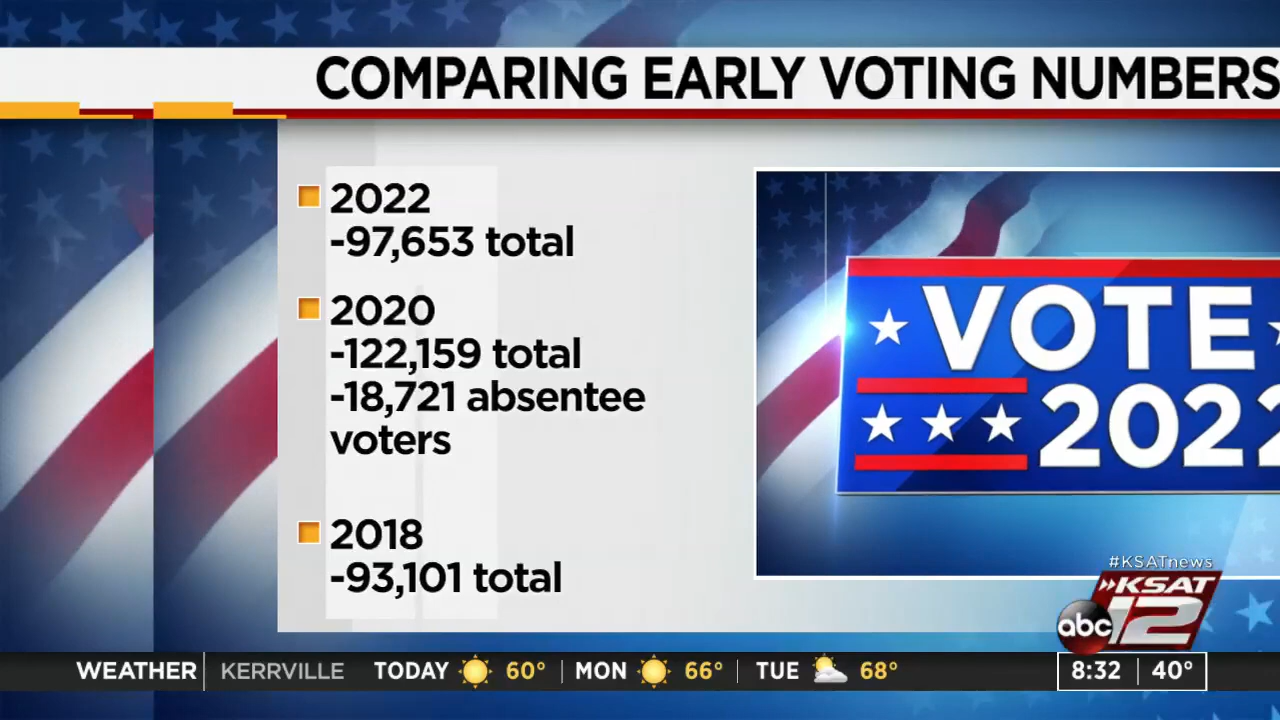 COMPARING EARLY VOTING NUMBERS
2022
-97,653 total
2020
-122,159 total
-18,721 absentee
voters
2018
-93,101 total
VOTE
2022
#KSATnews
KSAT
abc 12
WEATHER KERRVILLE TODAY 60° MON 66° TUE 68° 8:32 40°